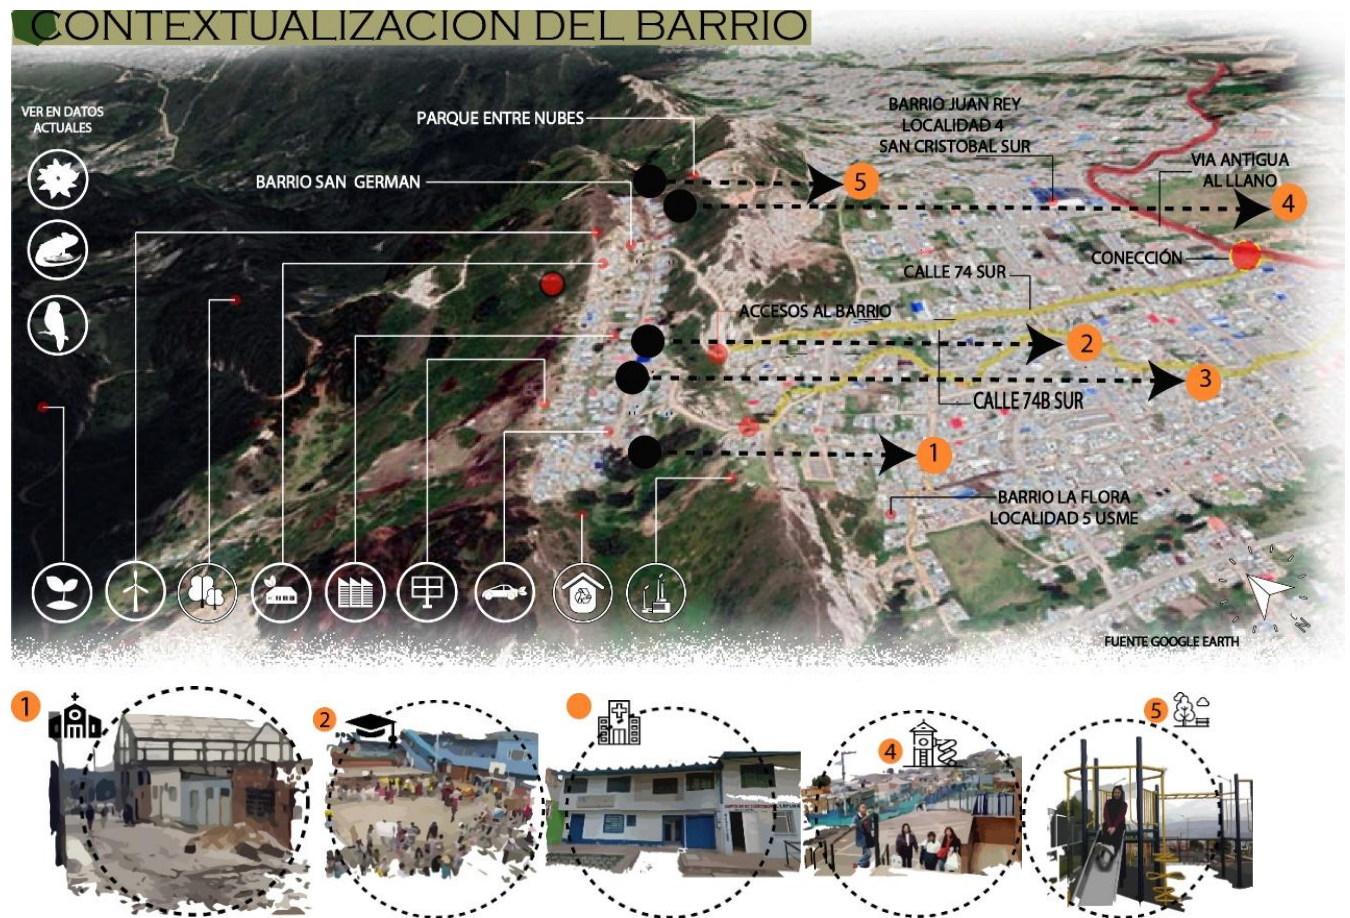 CONTEXTUALIZACION DEL BARRIO
VER EN DATOS
ACTUALES
PARQUE ENTRE NUBES
BARRIO SAN GERMAN
BARRIO JUAN REY
LOCALIDAD 4
SAN CRISTOBAL SUR
VIA ANTIGUA
AL LLANO
5
4
CONECCIÓN
CALLE 74 SUR
ACCESOS AL BARRIO
2
3
CALLE 74B SUR
1
BARRIO LA FLORA
LOCALIDAD 5 USME
N
FUENTE GOOGLE EARTH
1
2
4
5